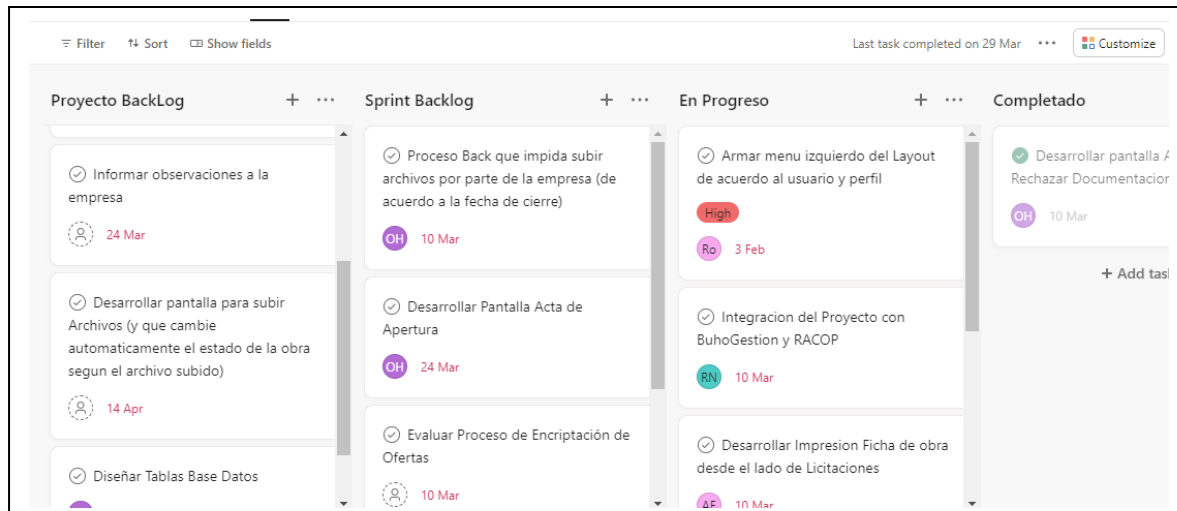 Filter Sort Show fields Last task completed on 29 Mar Customize
Proyecto BackLog
Informar observaciones a la
empresa
24 Mar
Desarrollar pantalla para subir
Archivos (y que cambie
automaticamente el estado de la obra
segun el archivo subido)
14 Apr
Diseñar Tablas Base Datos
Sprint Backlog
Proceso Back que impida subir
archivos por parte de la empresa (de
acuerdo a la fecha de cierre)
OH 10 Mar
Desarrollar Pantalla Acta de
Apertura
OH 24 Mar
Evaluar Proceso de Encriptación de
Ofertas
10 Mar
En Progreso
Armar menu izquierdo del Layout
de acuerdo al usuario y perfil
High
Ro 3 Feb
Integracion del Proyecto con
BuhoGestion y RACOP
RN 10 Mar
Desarrollar Impresion Ficha de obra
desde el lado de Licitaciones
AF 10 Mar
Completado
Desarrollar pantalla A
Rechazar Documentacion
OH 10 Mar
+ Add task